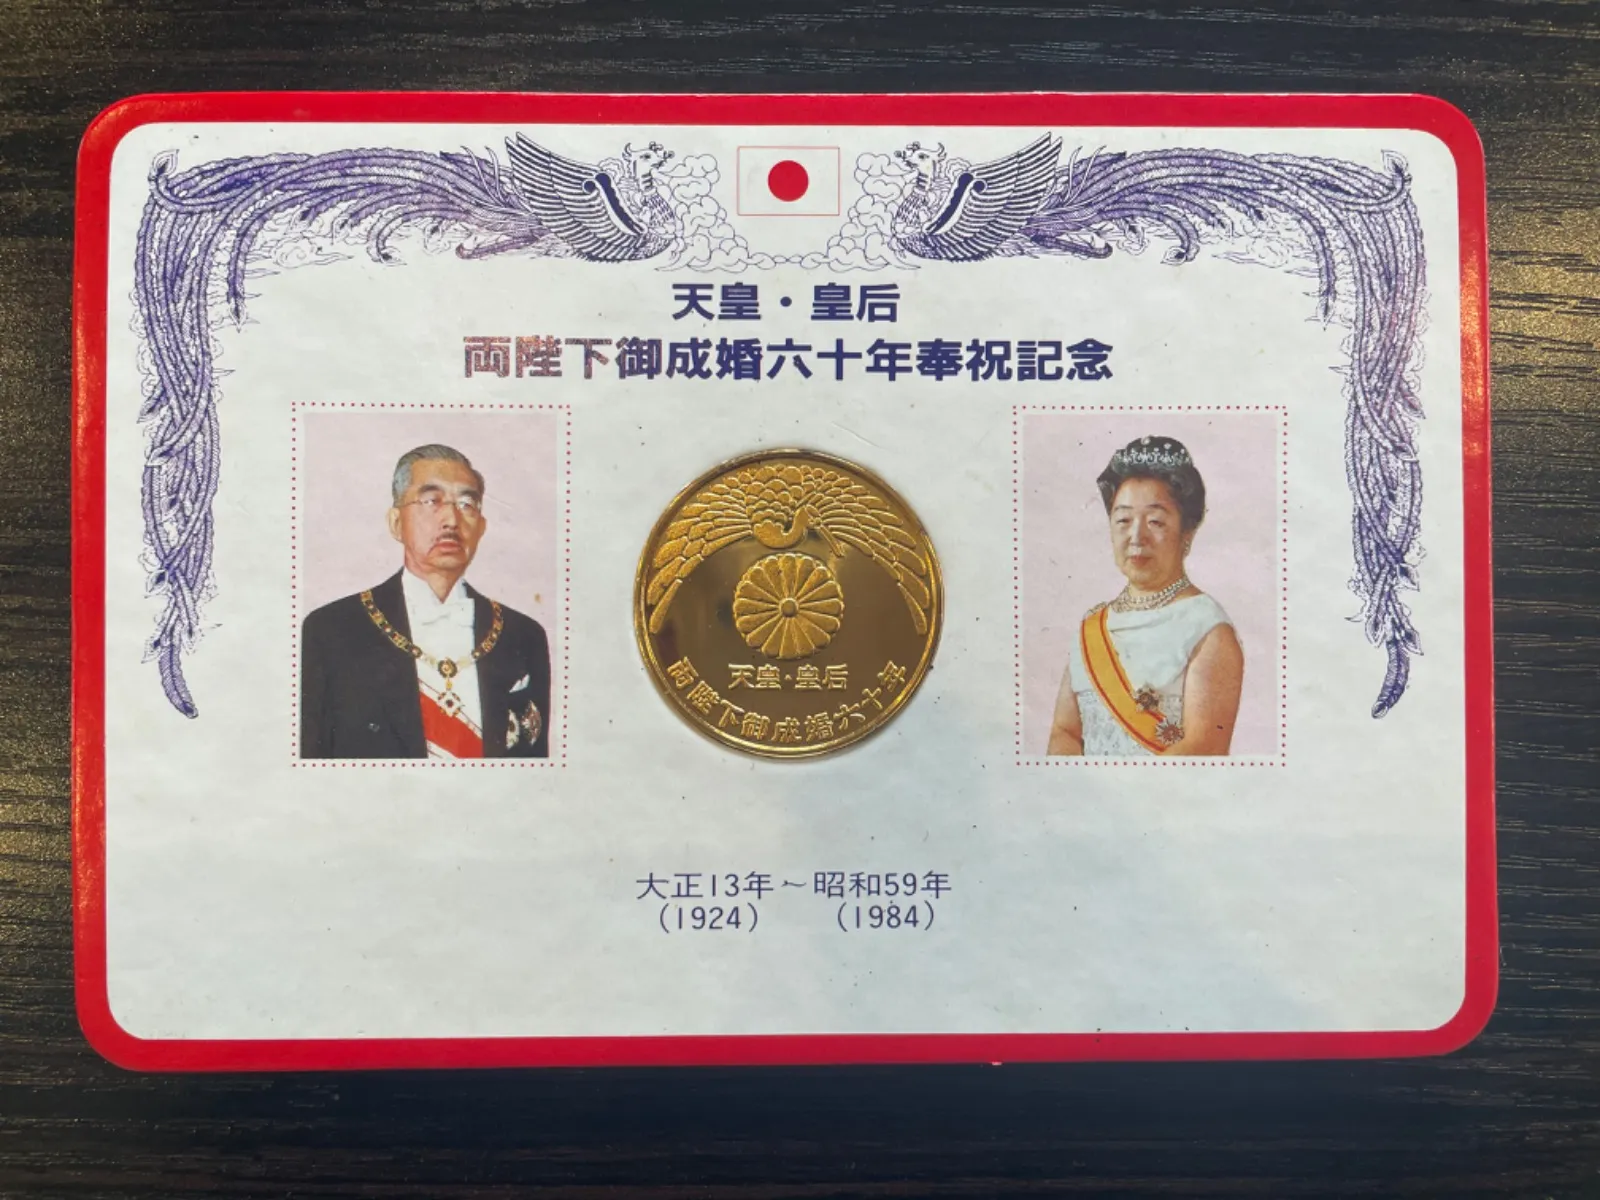 天皇・皇后
両陛下御成婚六十年奉祝記念
天皇・皇后
両陛下御成婚六十年
大正13年〜昭和59年
(1924) (1984)